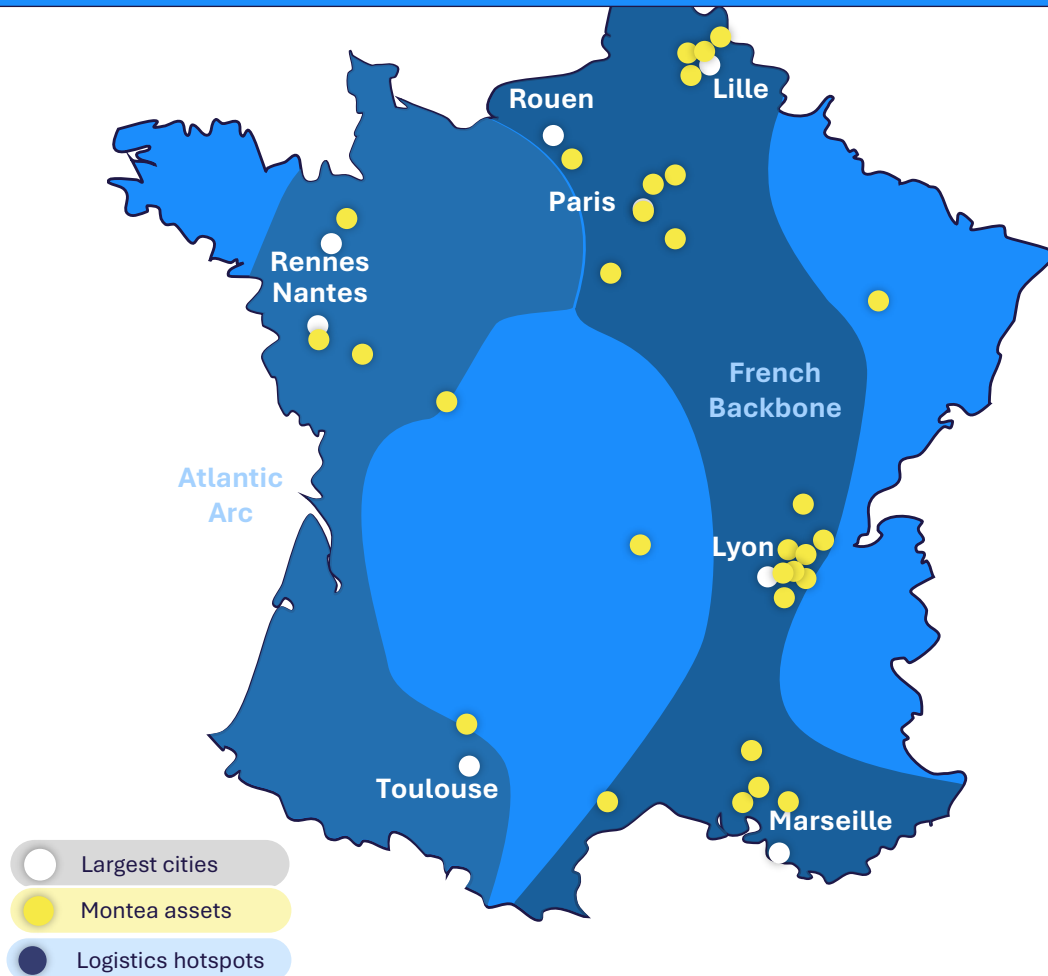 Lille
Rouen
Paris
Rennes
Nantes
French
Backbone
Atlantic
Arc
Lyon
Toulouse
Marseille
Largest cities
Montea assets
Logistics hotspots